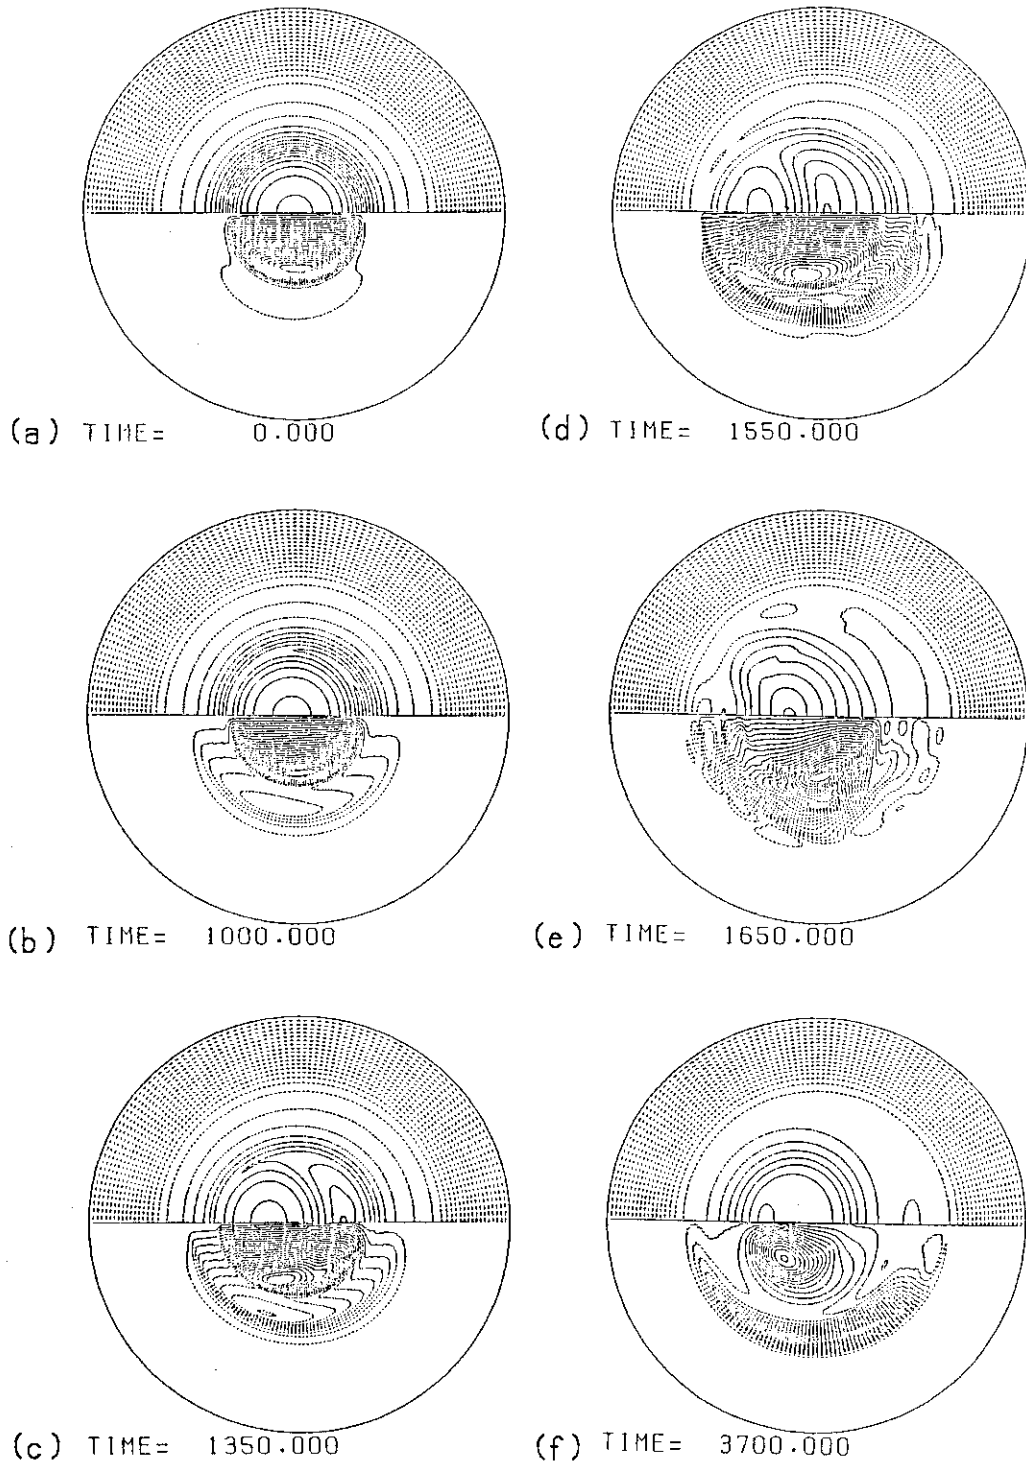 (a) TIME= 0.000
(b) TIME= 1000.000
(c) TIME= 1350.000
(d) TIME= 1550.000
(e) TIME= 1650.000
(f) TIME= 3700.000